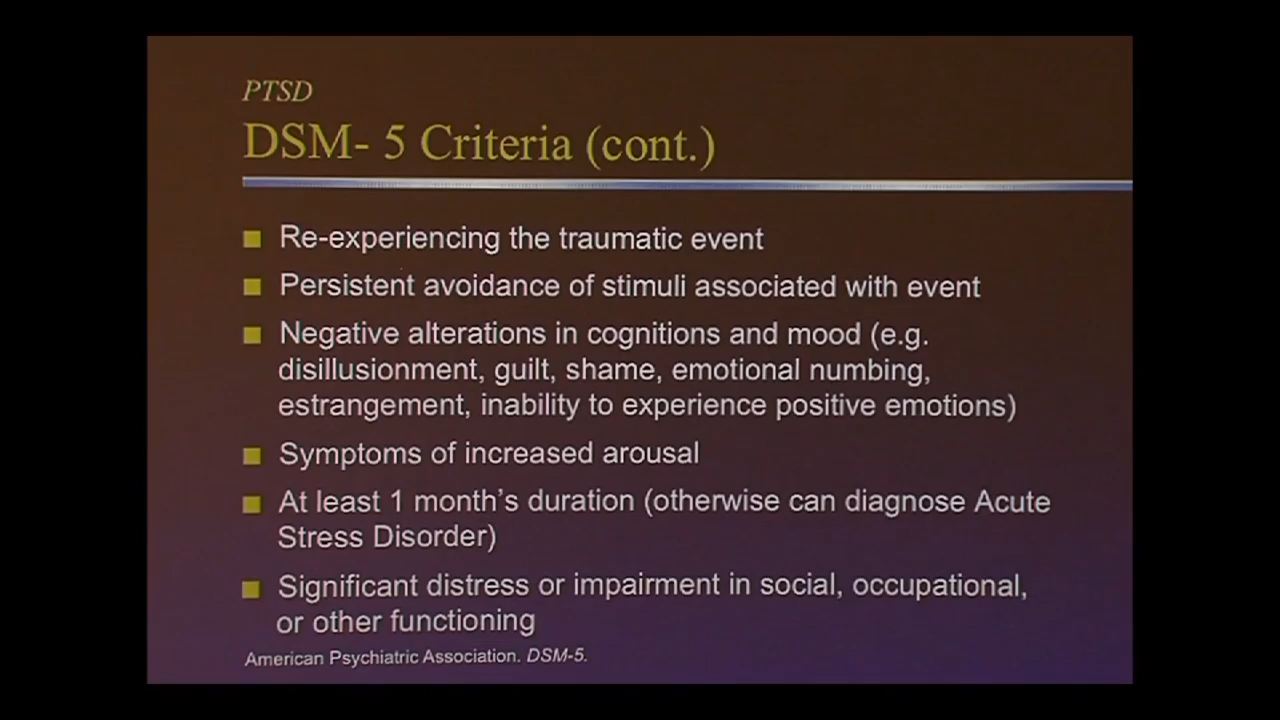 PTSD
DSM- 5 Criteria (cont.)
Re-experiencing the traumatic event
Persistent avoidance of stimuli associated with event
Negative alterations in cognitions and mood (e.g.
disillusionment, guilt, shame, emotional numbing,
estrangement, inability to experience positive emotions)
Symptoms of increased arousal
At least 1 month's duration (otherwise can diagnose Acute
Stress Disorder)
Significant distress or impairment in social, occupational,
or other functioning
American Psychiatric Association. DSM-5.